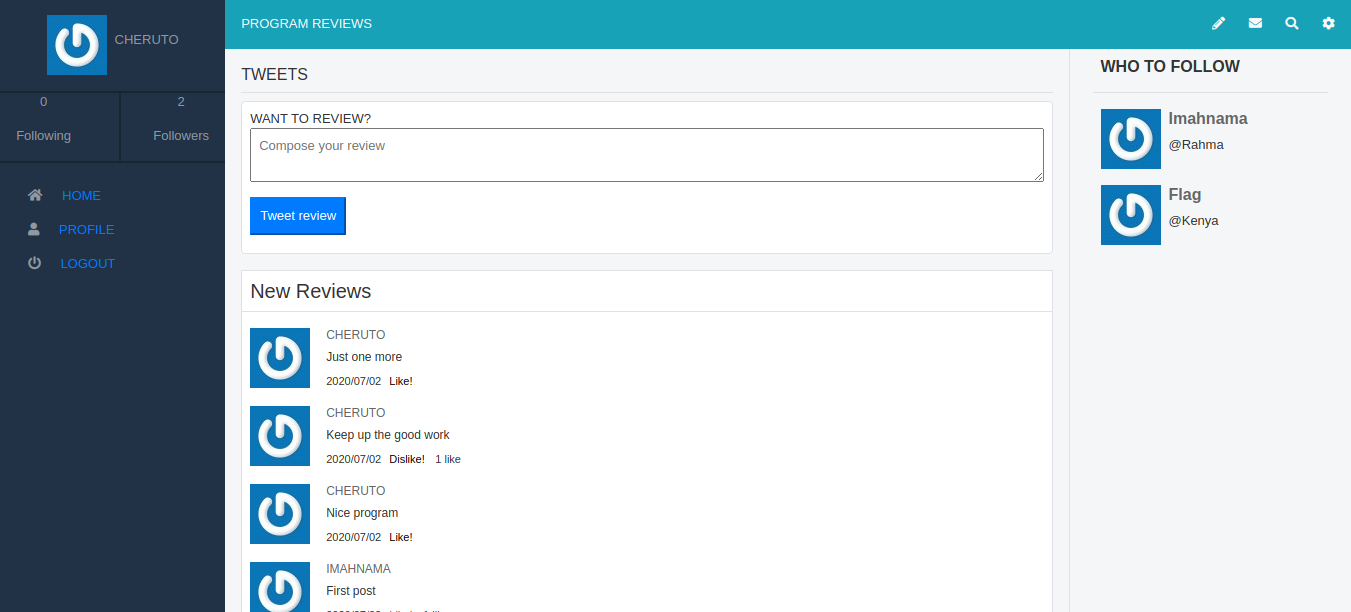 CHERUTO
0
2
Following
Followers
HOME
PROFILE
LOGOUT
PROGRAM REVIEWS
TWEETS
WANT TO REVIEW?
Compose your review
Tweet review
New Reviews
CHERUTO
Just one more
2020/07/02 Like!
CHERUTO
Keep up the good work
2020/07/02 Dislike! 1 like
CHERUTO
Nice program
2020/07/02 Like!
IMAHNAMA
First post
WHO TO FOLLOW
Imahnama
@Rahma
Flag
@Kenya